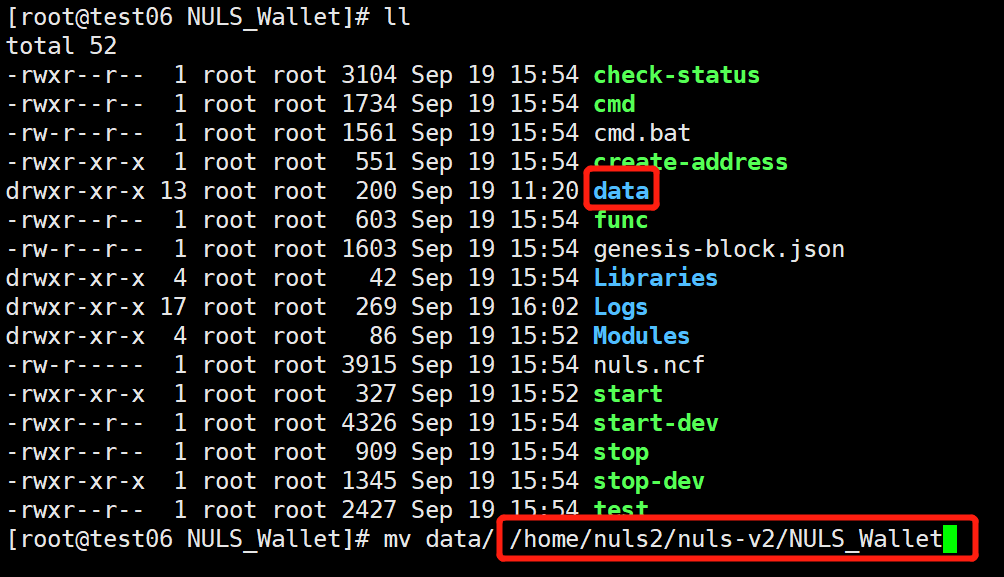 [root@test06 NULS_Wallet]# ll
total 52
-rwxr--r--  1 root root 3104 Sep 19 15:54 check-status
-rwxr--r--  1 root root 1734 Sep 19 15:54 cmd
-rw-r--r--  1 root root 1561 Sep 19 15:54 cmd.bat
-rwxr-xr-x  1 root root  551 Sep 19 15:54 create-address
drwxr-xr-x 13 root root  200 Sep 19 11:20 data
-rwxr--r--  1 root root  603 Sep 19 15:54 func
-rw-r--r--  1 root root 1603 Sep 19 15:54 genesis-block.json
drwxr-xr-x  4 root root   42 Sep 19 15:54 Libraries
drwxr-xr-x 17 root root  269 Sep 19 16:02 Logs
drwxr-xr-x  4 root root   86 Sep 19 15:52 Modules
-rw-r-----  1 root root 3915 Sep 19 15:54 nuls.ncf
-rwxr-xr-x  1 root root  327 Sep 19 15:52 start
-rwxr--r--  1 root root 4326 Sep 19 15:54 start-dev
-rwxr--r--  1 root root  909 Sep 19 15:54 stop
-rwxr-xr-x  1 root root 1345 Sep 19 15:54 stop-dev
-rwxr--r--  1 root root 2427 Sep 19 15:54 test
[root@test06 NULS_Wallet]# mv data/ /home/nuls2/nuls-v2/NULS_Wallet